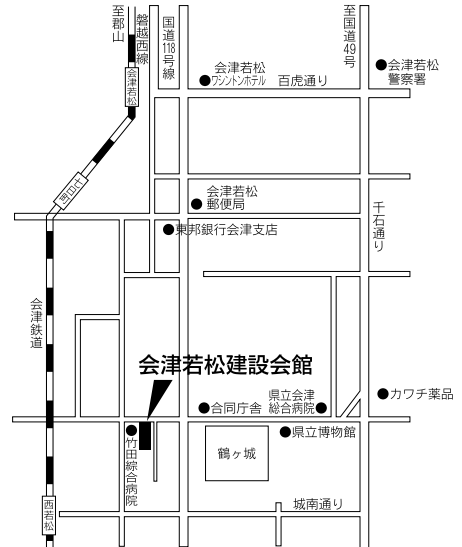 至郡山
磐越西線
国道118号線
至国道49号
会津若松
ワシントンホテル
百虎通り
会津若松
警察署
会津若松
七日町
会津若松
郵便局
千石通り
東邦銀行会津支店
会津鉄道
会津若松建設会館
合同庁舎
県立会津
総合病院
カワチ薬品
竹田綜合病院
県立博物館
鶴ヶ城
西若松
城南通り